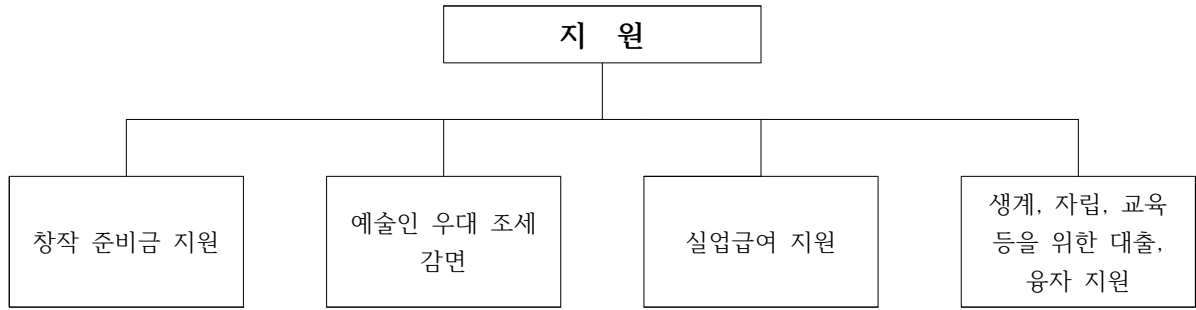 지 원
창작 준비금 지원
예술인 우대 조세
감면
실업급여 지원
생계, 자립, 교육
등을 위한 대출,
융자 지원